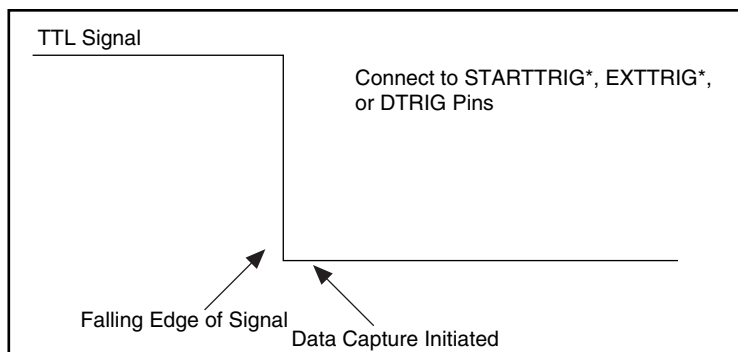 TTL Signal
Connect to STARTTRIG*, EXTTRIG*,
or DTRIG Pins
Falling Edge of Signal
Data Capture Initiated